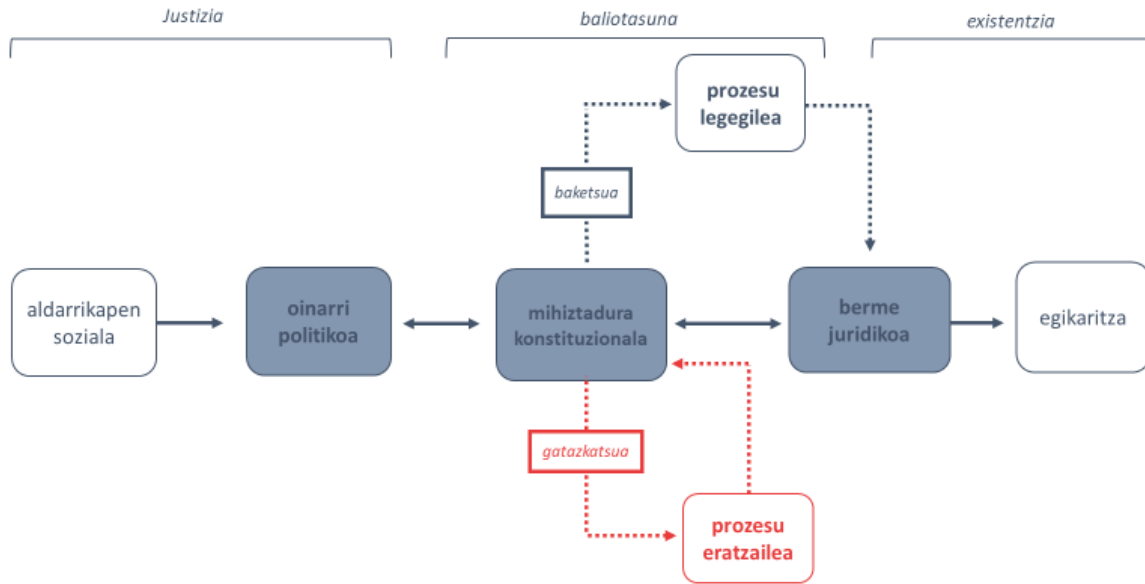 Justizia
baliotasuna
existentzia
prozesu
legegilea
baketsua
aldarrikapen
soziala
oinarri
politikoa
mihiztadura
konstituzionala
berme
juridikoa
egikaritza
gatazkatsua
prozesu
eratzailea